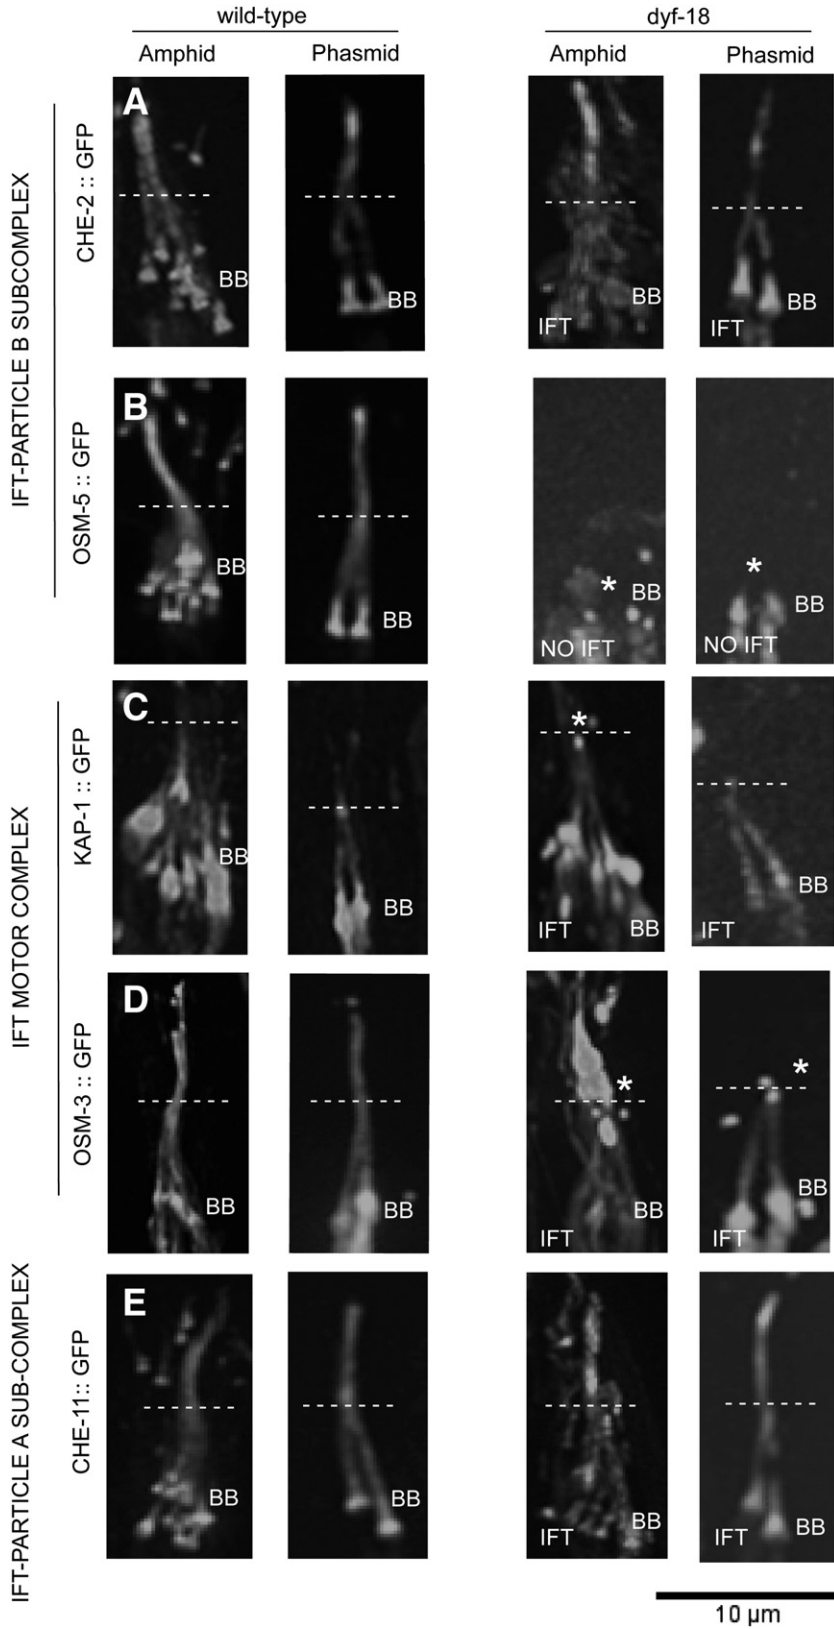 wild-type
dyf-18
Amphid
Phasmid
Amphid
Phasmid
IFT-PARTICLE B SUBCOMPLEX
CHE-2 :: GFP
A
BB
BB
BB
IFT
BB
IFT
OSM-5 :: GFP
B
BB
BB
*
BB
NO IFT
*
BB
NO IFT
IFT MOTOR COMPLEX
KAP-1 :: GFP
C
BB
BB
*
IFT
BB
BB
IFT
OSM-3 :: GFP
D
BB
BB
*
BB
IFT
*
BB
IFT
IFT-PARTICLE A SUB-COMPLEX
CHE-11:: GFP
E
BB
BB
BB
IFT
BB
IFT
10 µm